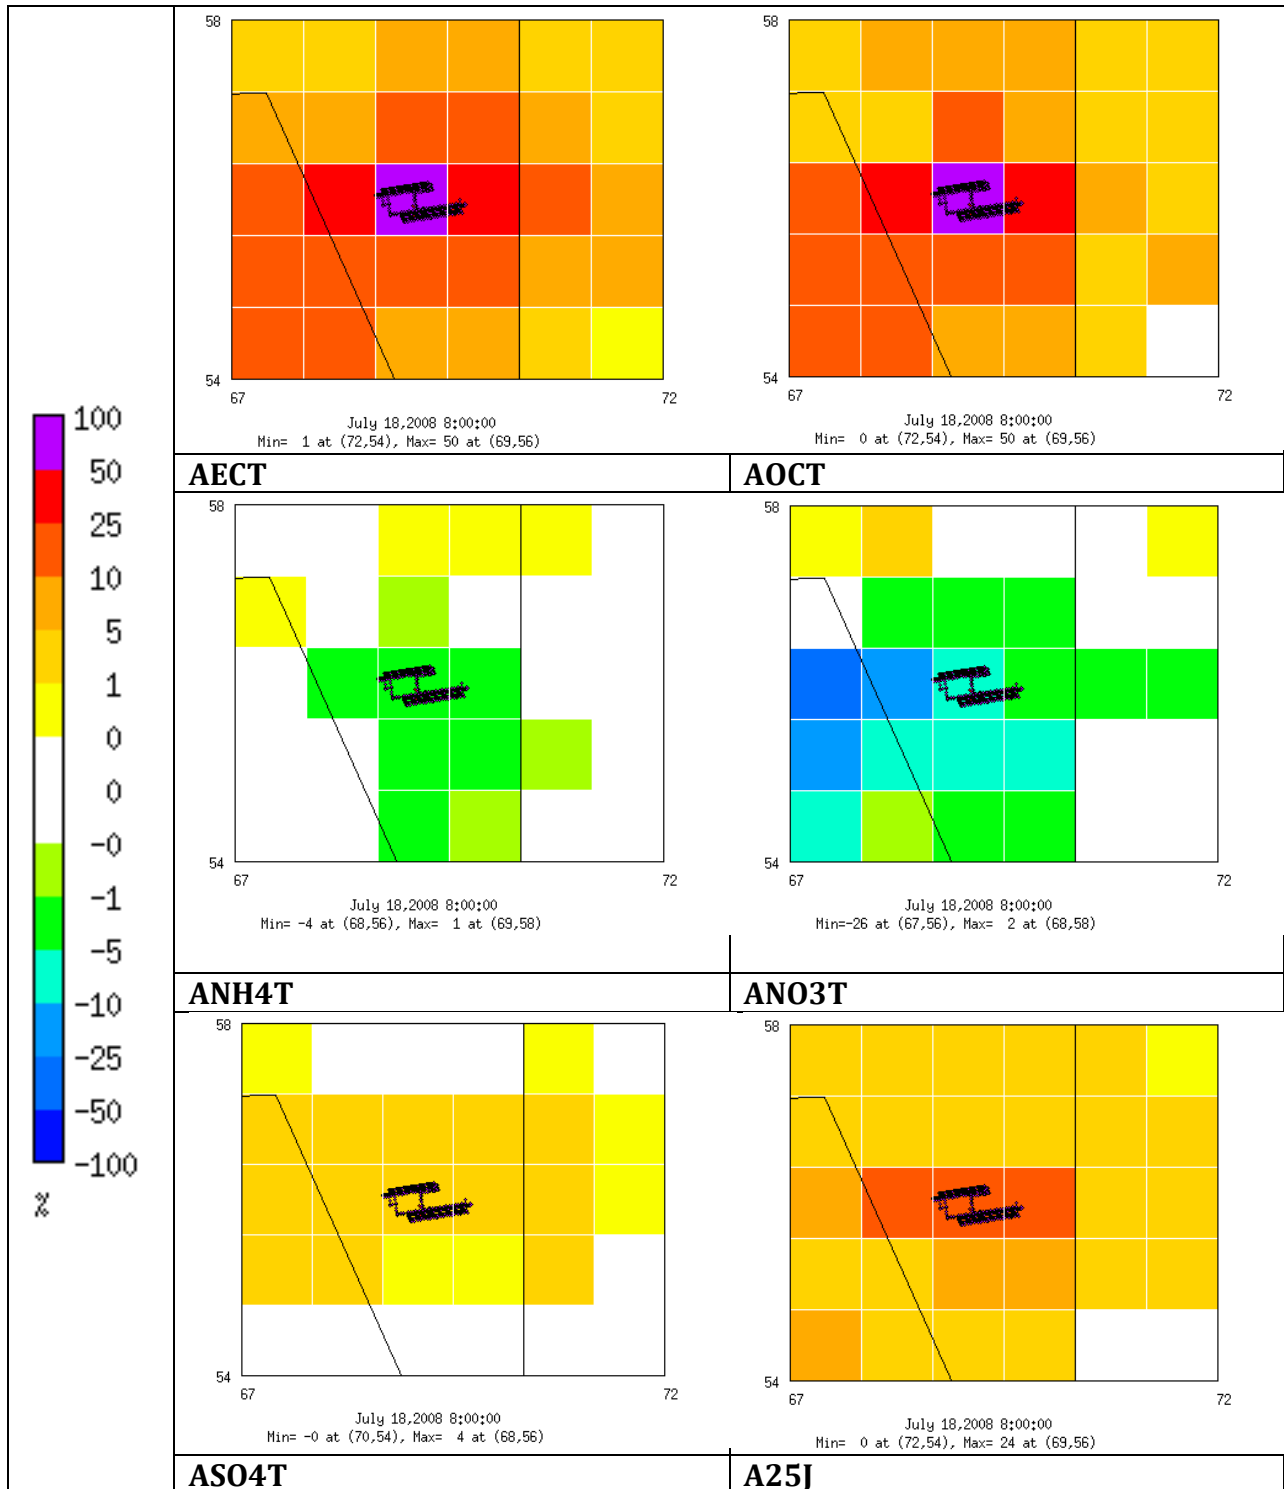 100
50
25
10
5
1
0
0
-0
-1
-5
-10
-25
-50
-100
%
58
54
67
72
July 18,2008 8:00:00
Min= 1 at (72,54), Max= 50 at (69,56)
AECT
58
54
67
72
July 18,2008 8:00:00
Min= 0 at (72,54), Max= 50 at (69,56)
AOCT
58
54
67
72
July 18,2008 8:00:00
Min= -4 at (68,56), Max= 1 at (69,58)
ANH4T
58
54
67
72
July 18,2008 8:00:00
Min=-26 at (67,56), Max= 2 at (68,58)
ANO3T
58
54
67
72
July 18,2008 8:00:00
Min= -0 at (70,54), Max= 4 at (68,56)
ASO4T
58
54
67
72
July 18,2008 8:00:00
Min= 0 at (72,54), Max= 24 at (69,56)
A25J